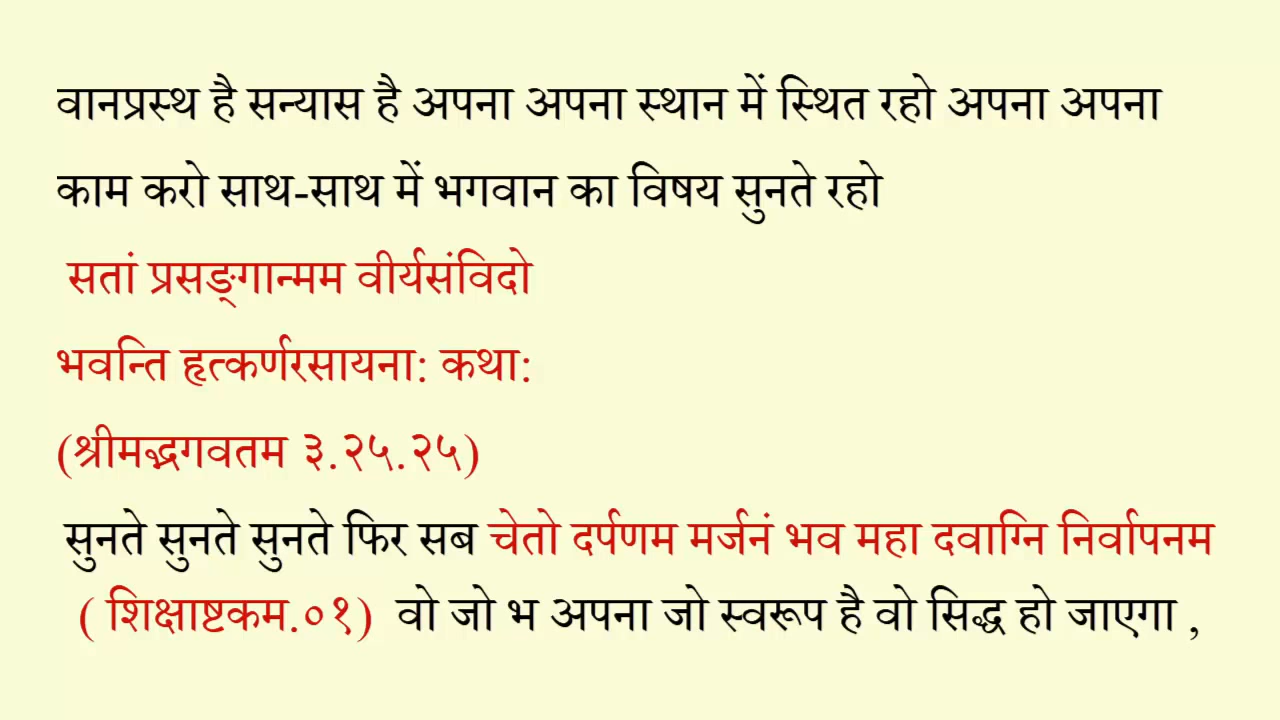 वानप्रस्थ है सन्यास है अपना अपना स्थान में स्थित रहो अपना अपना
काम करो साथ-साथ में भगवान का विषय सुनते रहो
सतां प्रसङ्गान्मम वीर्यसंविदो
भवन्ति हृत्कर्णरसायना: कथा:
(श्रीमद्भगवतम ३.२५.२५)
सुनते सुनते सुनते फिर सब चेतो दर्पणम मर्जनं भव महा दवाग्नि निर्वापनम
( शिक्षाष्टकम.०१) वो जो भ अपना जो स्वरूप है वो सिद्ध हो जाएगा ,